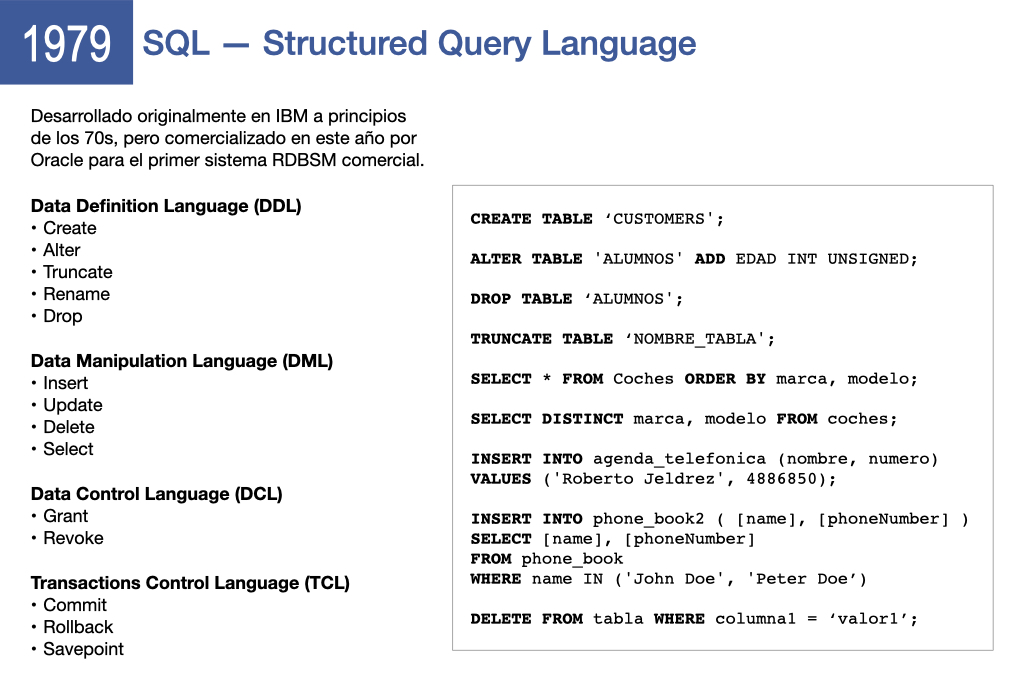 1979 SQL — Structured Query Language
Desarrollado originalmente en IBM a principios
de los 70s, pero comercializado en este año por
Oracle para el primer sistema RDBSM comercial.
Data Definition Language (DDL)
• Create
• Alter
• Truncate
• Rename
• Drop
Data Manipulation Language (DML)
• Insert
• Update
• Delete
• Select
Data Control Language (DCL)
• Grant
• Revoke
Transactions Control Language (TCL)
• Commit
• Rollback
• Savepoint
CREATE TABLE ‘CUSTOMERS';
ALTER TABLE 'ALUMNOS' ADD EDAD INT UNSIGNED;
DROP TABLE ‘ALUMNOS';
TRUNCATE TABLE ‘NOMBRE_TABLA';
SELECT * FROM Coches ORDER BY marca, modelo;
SELECT DISTINCT marca, modelo FROM coches;
INSERT INTO agenda_telefonica (nombre, numero)
VALUES ('Roberto Jeldrez', 4886850);
INSERT INTO phone_book2 ( [name], [phoneNumber] )
SELECT [name], [phoneNumber]
FROM phone_book
WHERE name IN ('John Doe', 'Peter Doe’)
DELETE FROM tabla WHERE columna1 = ‘valor1’;